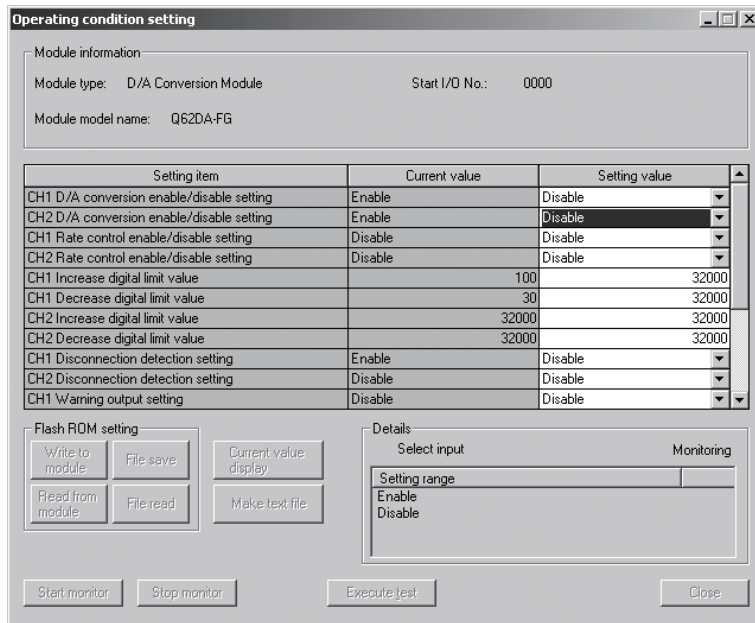 Operating condition setting
Module information
Module type: D/A Conversion Module Start I/O No.: 0000
Module model name: Q62DA-FG
Setting item Current value Setting value
CH1 D/A conversion enable/disable setting Enable Disable
CH2 D/A conversion enable/disable setting Enable Disable
CH1 Rate control enable/disable setting Disable Disable
CH2 Rate control enable/disable setting Disable Disable
CH1 Increase digital limit value 100 32000
CH1 Decrease digital limit value 30 32000
CH2 Increase digital limit value 32000 32000
CH2 Decrease digital limit value 32000 32000
CH1 Disconnection detection setting Enable Disable
CH2 Disconnection detection setting Disable Disable
CH1 Warning output setting Disable Disable
Flash ROM setting
Write to module
File save
Read from module
File read
Current value display
Make text file
Details
Select input Monitoring
Setting range
Enable
Disable
Start monitor Stop monitor Execute test Close